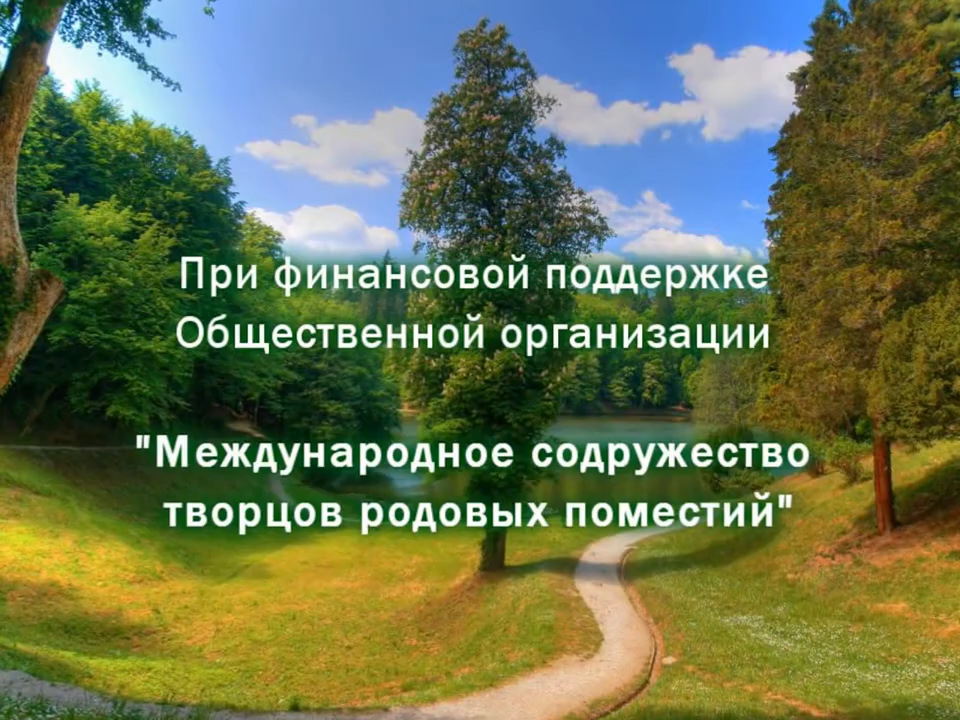 При финансовой поддержке
Общественной организации
"Международное содружество
творцов родовых поместий"